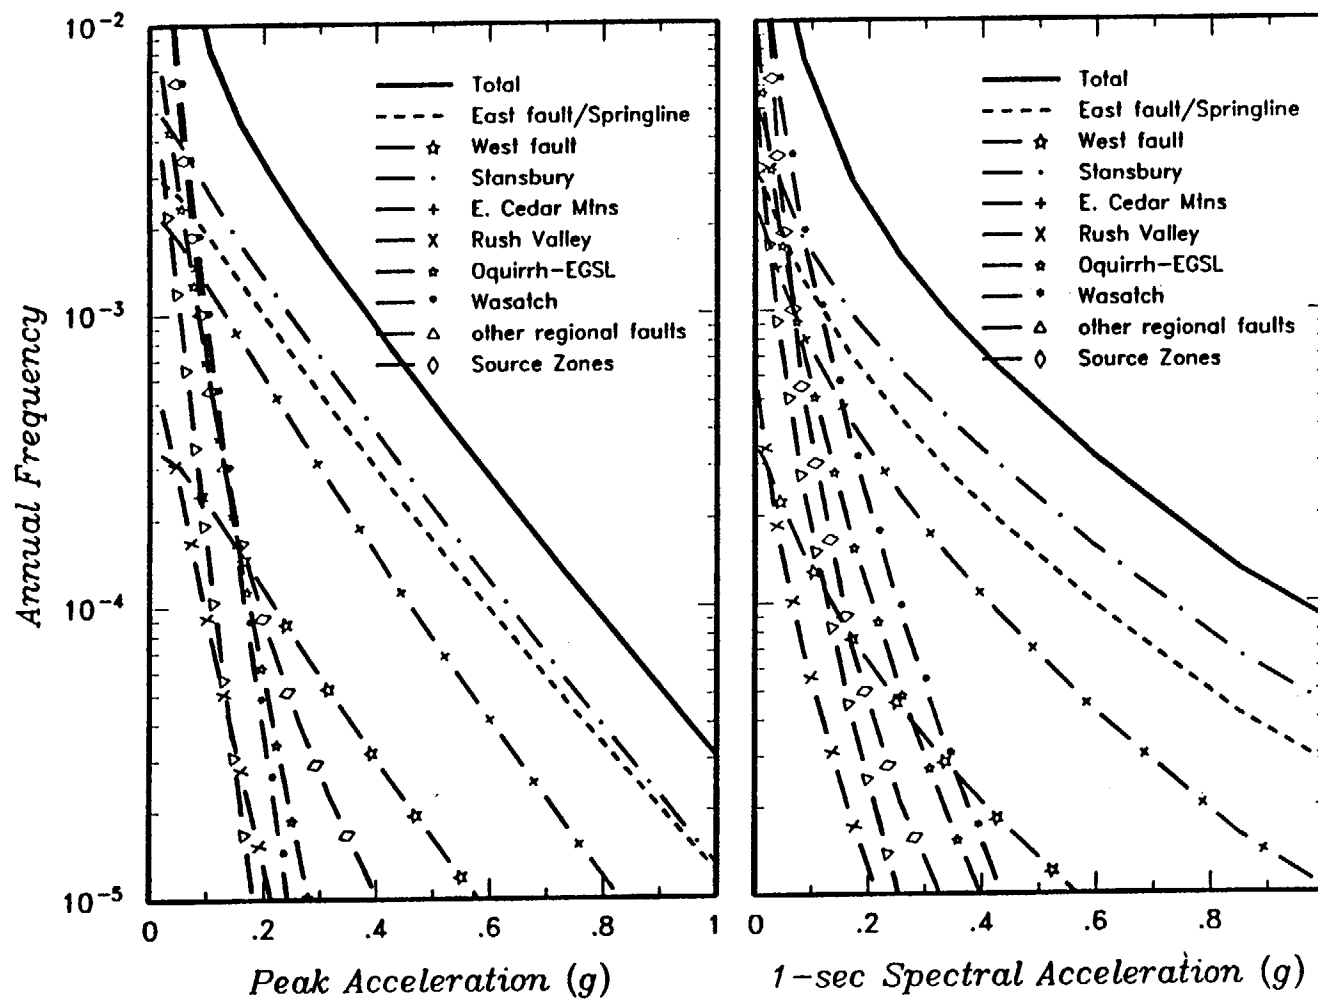 10-2
10-3
10-4
10-5
Annual Frequency
Total
East fault/Springline
West fault
Stansbury
E. Cedar Mtns
Rush Valley
Oquirrh-EGSL
Wasatch
other regional faults
Source Zones
0 .2 .4 .6 .8 1
Peak Acceleration (g)
Total
East fault/Springline
West fault
Stansbury
E. Cedar Mtns
Rush Valley
Oquirrh-EGSL
Wasatch
other regional faults
Source Zones
0 .2 .4 .6 .8
1-sec Spectral Acceleration (g)